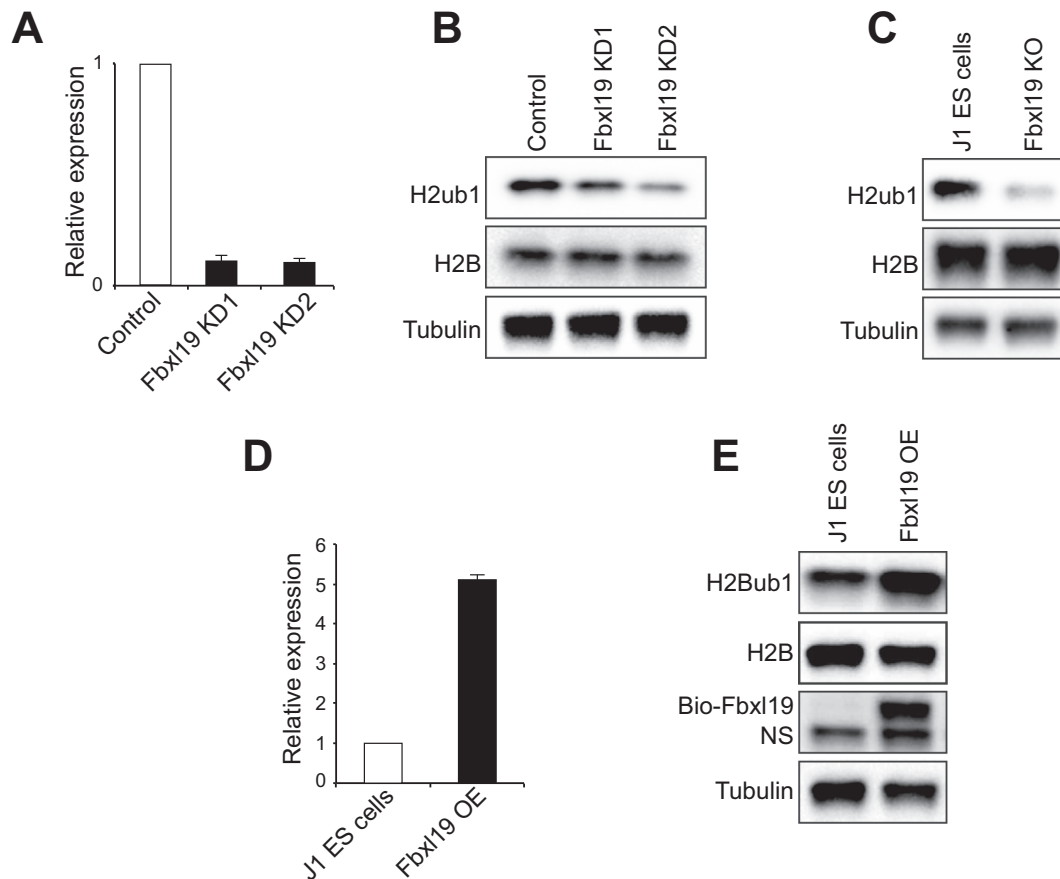 A
Relative expression
1
0
Control
Fbxl19 KD1
Fbxl19 KD2
B
Control
Fbxl19 KD1
Fbxl19 KD2
H2ub1
H2B
Tubulin
C
J1 ES cells
Fbxl19 KO
H2ub1
H2B
Tubulin
D
Relative expression
6
5
4
3
2
1
0
J1 ES cells
Fbxl19 OE
E
J1 ES cells
Fbxl19 OE
H2Bub1
H2B
Bio-Fbxl19
NS
Tubulin